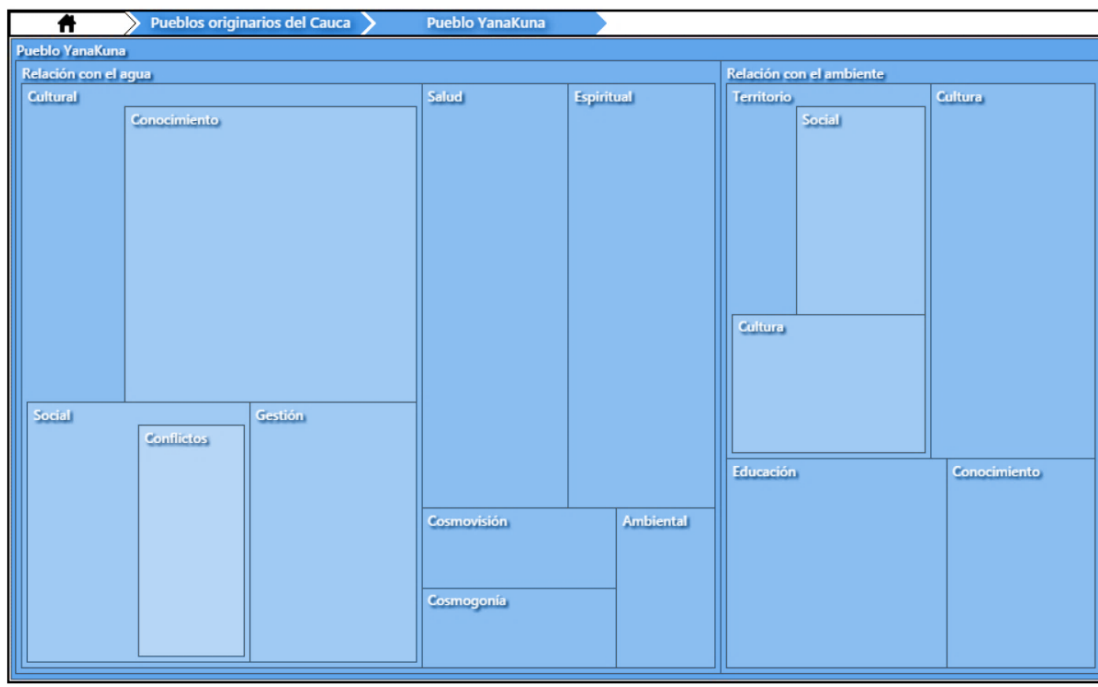 Pueblos originarios del Cauca
Pueblo YanaKuna
Pueblo YanaKuna
Relación con el agua
Relación con el ambiente
Cultural
Salud
Espiritual
Territorio
Cultura
Conocimiento
Social
Cultura
Social
Gestión
Conflictos
Educación
Conocimiento
Cosmovisión
Ambiental
Cosmogonía